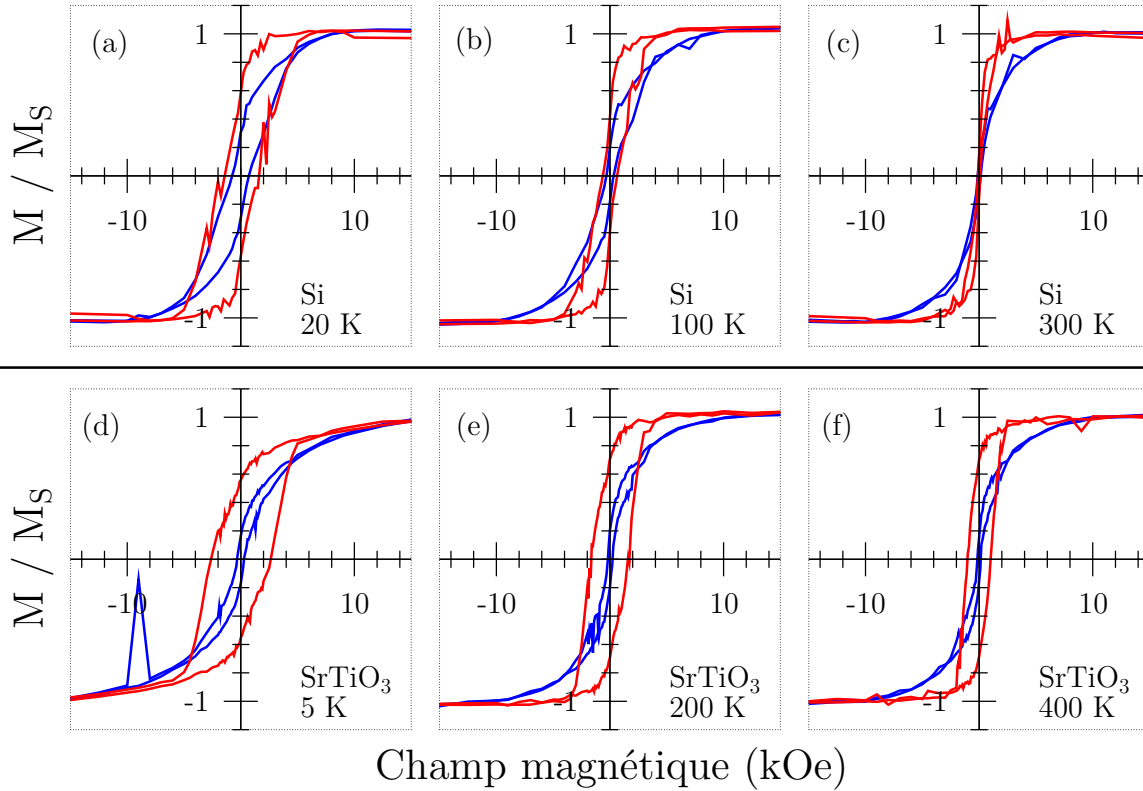 (a)
1
-10
10
-1
Si
20 K
(b)
1
-10
10
-1
Si
100 K
(c)
1
-10
10
-1
Si
300 K
(d)
1
-10
10
-1
SrTiO₃
5 K
(e)
1
-10
10
-1
SrTiO₃
200 K
(f)
1
-10
10
-1
SrTiO₃
400 K
M / M_S
M / M_S
Champ magnétique (kOe)